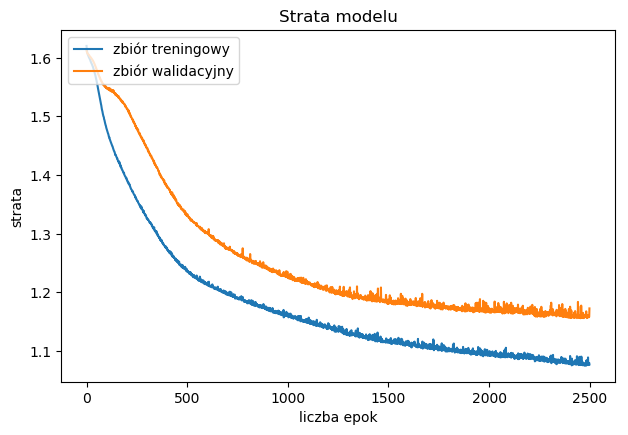 Strata modelu
zbiór treningowy
zbiór walidacyjny
strata
1.6
1.5
1.4
1.3
1.2
1.1
0 500 1000 1500 2000 2500
liczba epok